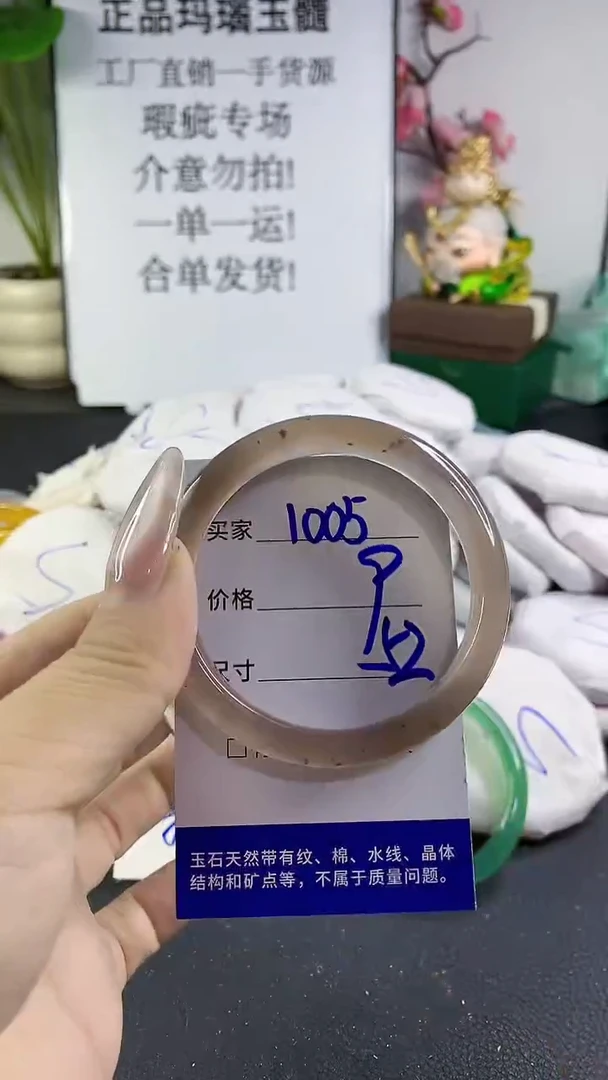 正品玛瑙玉髓
工厂直销一手货源
瑕疵专场
介意勿拍!
一单一运!
合单发货!
买家 1005
价格
尺寸
玉石天然带有纹、棉、水线、晶体
结构和矿点等，不属于质量问题。